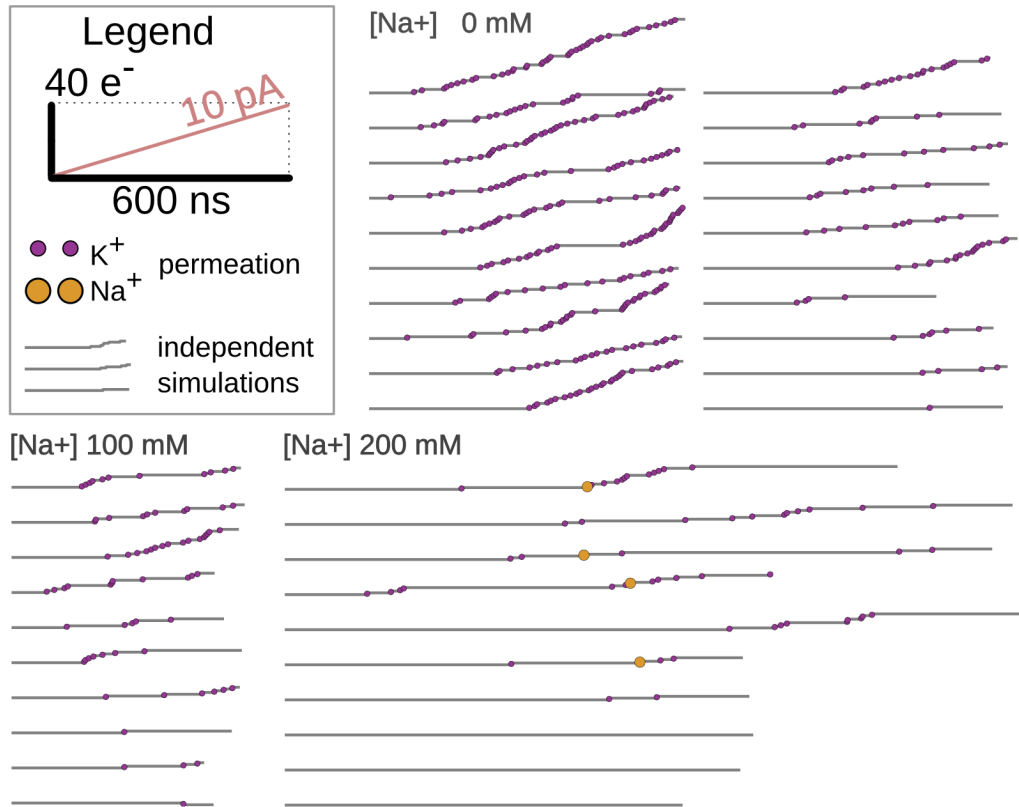 Legend
40 e⁻
10 pA
600 ns
K⁺
permeation
Na⁺
independent
simulations
[Na+] 0 mM
[Na+] 100 mM
[Na+] 200 mM